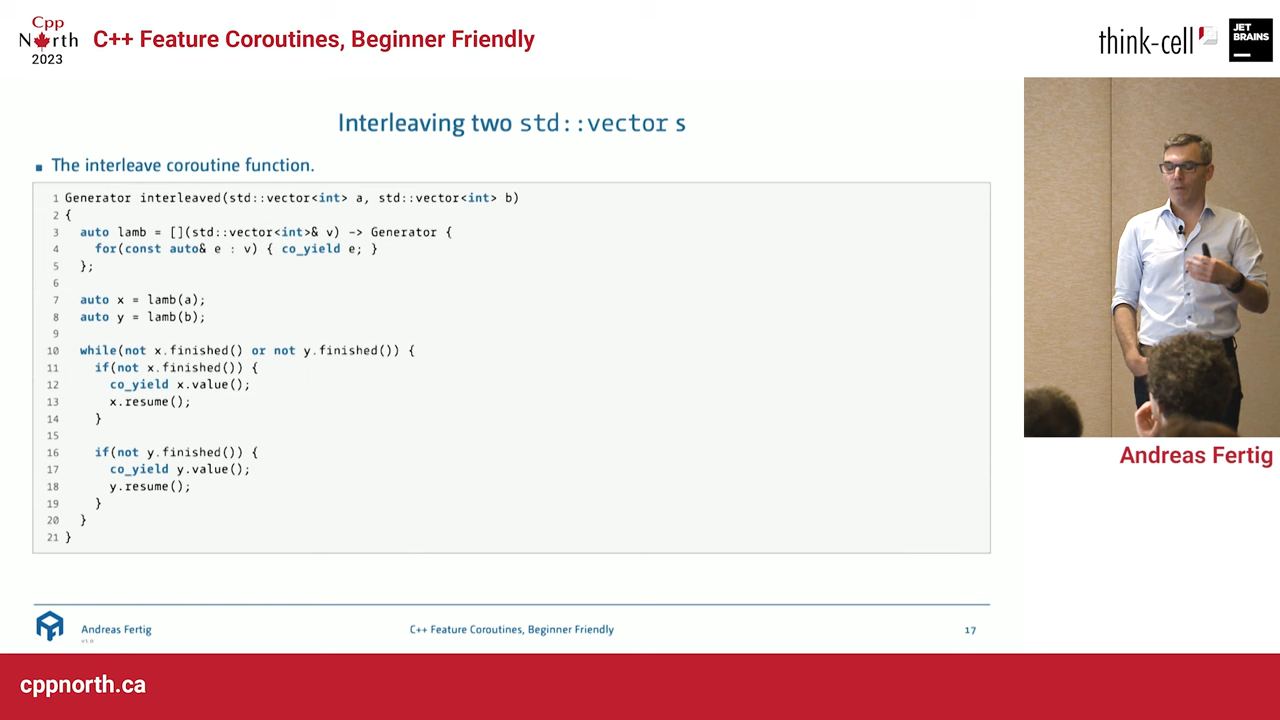 Cpp
North
2023
C++ Feature Coroutines, Beginner Friendly
think-cell
JET
BRAINS
Interleaving two std::vector s
The interleave coroutine function.
1 Generator interleaved(std::vector<int> a, std::vector<int> b)
2 {
3 auto lamb = [](std::vector<int>& v) -> Generator {
4 for(const auto& e : v) { co_yield e; }
5 };
6
7 auto x = lamb(a);
8 auto y = lamb(b);
9
10 while(not x.finished() or not y.finished()) {
11 if(not x.finished()) {
12 co_yield x.value();
13 x.resume();
14 }
15
16 if(not y.finished()) {
17 co_yield y.value();
18 y.resume();
19 }
20 }
21 }
Andreas Fertig
Andreas Fertig
v1.0
C++ Feature Coroutines, Beginner Friendly
17
cppnorth.ca